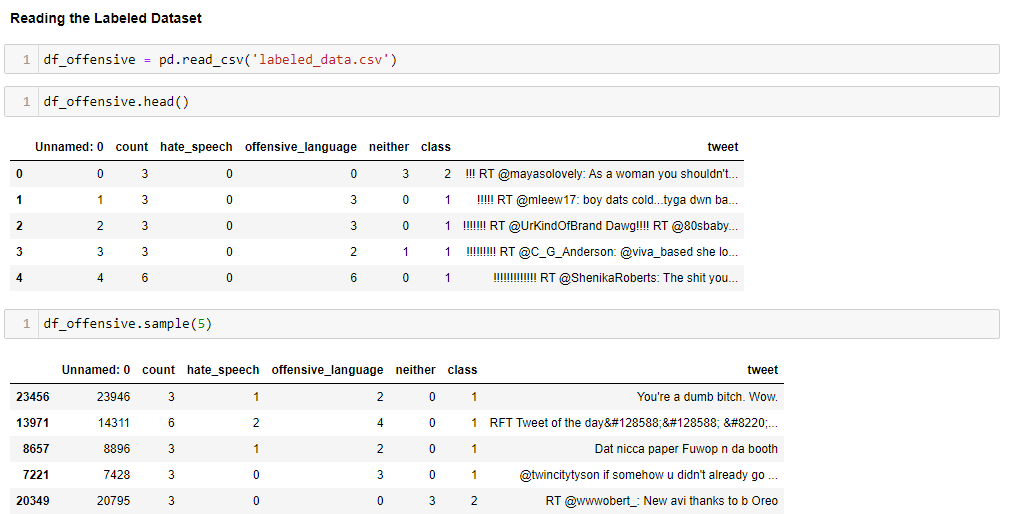 Reading the Labeled Dataset
1 df_offensive = pd.read_csv('labeled_data.csv')
1 df_offensive.head()
Unnamed: 0 count hate_speech offensive_language neither class tweet
0 0 3 0 0 3 2 !!! RT @mayasolovely: As a woman you shouldn't...
1 1 3 0 3 0 1 !!!!! RT @mleew17: boy dats cold...tyga dwn ba...
2 2 3 0 3 0 1 !!!!!!! RT @UrKindOfBrand Dawg!!!! RT @80sbaby...
3 3 3 0 2 1 1 !!!!!!!!! RT @C_G_Anderson: @viva_based she lo...
4 4 6 0 6 0 1 !!!!!!!!!!!!! RT @ShenikaRoberts: The shit you...
1 df_offensive.sample(5)
Unnamed: 0 count hate_speech offensive_language neither class tweet
23456 23946 3 1 2 0 1 You're a dumb bitch. Wow.
13971 14311 6 2 4 0 1 RFT Tweet of the day&#128588;&#128588; &#8220;...
8657 8896 3 1 2 0 1 Dat nicca paper Fuwop n da booth
7221 7428 3 0 3 0 1 @twincitytyson if somehow u didn't already go ...
20349 20795 3 0 0 3 2 RT @wwwobert_: New avi thanks to b Oreo